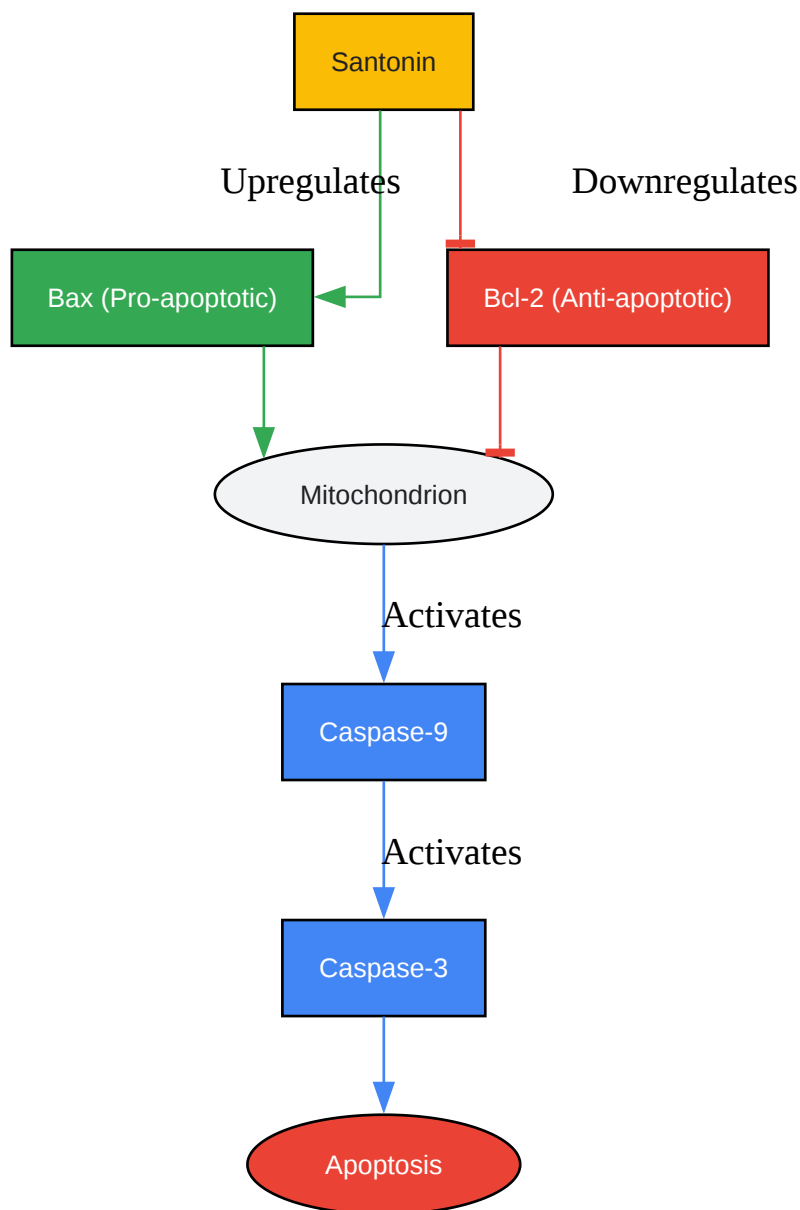 Santonin
Upregulates
Downregulates
Bax (Pro-apoptotic)
Bcl-2 (Anti-apoptotic)
Mitochondrion
Activates
Caspase-9
Activates
Caspase-3
Apoptosis